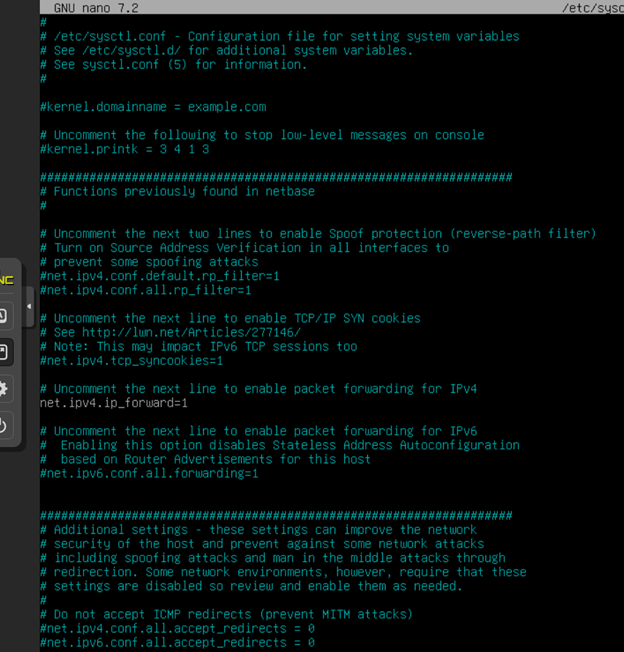 GNU nano 7.2 /etc/sysc
#
# /etc/sysctl.conf - Configuration file for setting system variables
# See /etc/sysctl.d/ for additional system variables.
# See sysctl.conf (5) for information.
#
#kernel.domainname = example.com
# Uncomment the following to stop low-level messages on console
#kernel.printk = 3 4 1 3
###################################################################
# Functions previously found in netbase
#
# Uncomment the next two lines to enable Spoof protection (reverse-path filter)
# Turn on Source Address Verification in all interfaces to
# prevent some spoofing attacks
#net.ipv4.conf.default.rp_filter=1
#net.ipv4.conf.all.rp_filter=1
# Uncomment the next line to enable TCP/IP SYN cookies
# See http://lwn.net/Articles/277146/
# Note: This may impact IPv6 TCP sessions too
#net.ipv4.tcp_syncookies=1
# Uncomment the next line to enable packet forwarding for IPv4
net.ipv4.ip_forward=1
# Uncomment the next line to enable packet forwarding for IPv6
#  Enabling this option disables Stateless Address Autoconfiguration
#  based on Router Advertisements for this host
#net.ipv6.conf.all.forwarding=1
###################################################################
# Additional settings - these settings can improve the network
# security of the host and prevent against some network attacks
# including spoofing attacks and man in the middle attacks through
# redirection. Some network environments, however, require that these
# settings are disabled so review and enable them as needed.
#
# Do not accept ICMP redirects (prevent MITM attacks)
#net.ipv4.conf.all.accept_redirects = 0
#net.ipv6.conf.all.accept_redirects = 0
NC